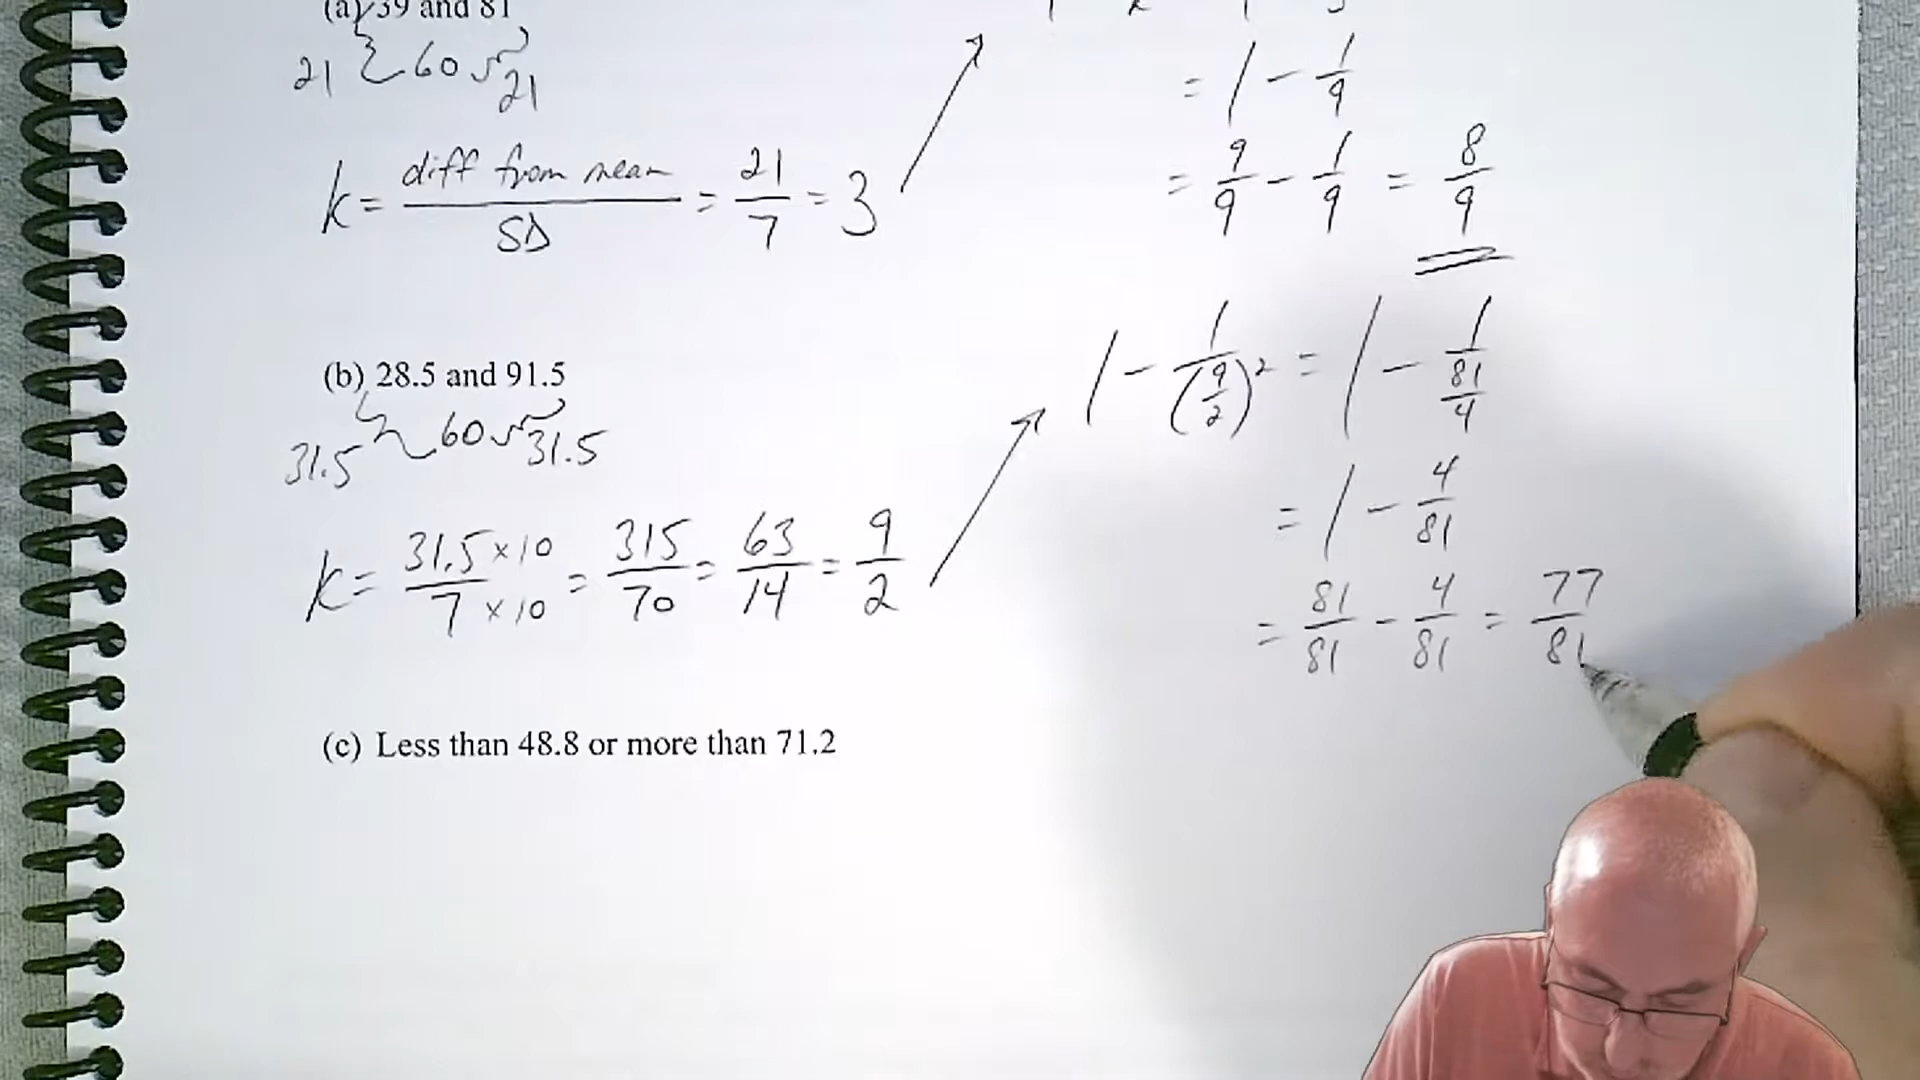 (a) 39 and 81
21 60 21
= 1 - 1/9
k = diff from mean / SD = 21/7 = 3
= 9/9 - 1/9 = 8/9
(b) 28.5 and 91.5
31.5 60 31.5
1 - 1/(9/2)² = 1 - 1/(81/4)
= 1 - 4/81
k = 31.5 × 10 / 7 × 10 = 315/70 = 63/14 = 9/2
= 81/81 - 4/81 = 77/81
(c) Less than 48.8 or more than 71.2